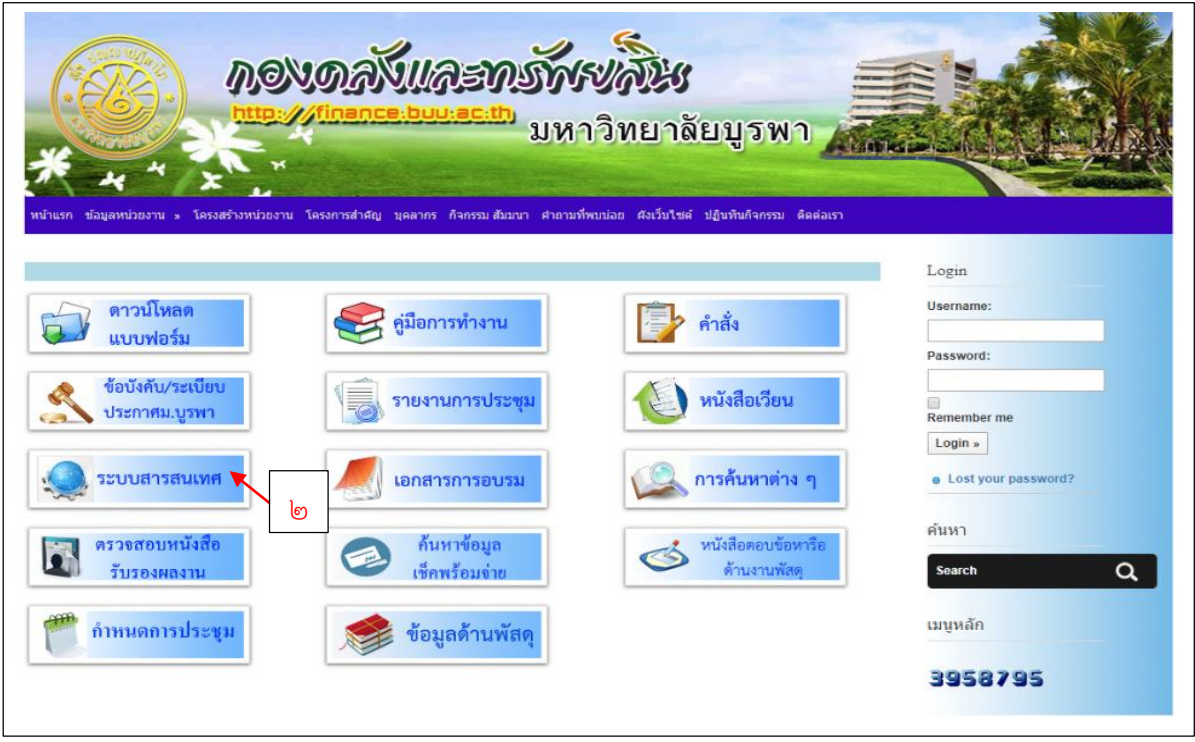 กองคลังและทรัพย์สิน
http://finance.buu.ac.th
มหาวิทยาลัยบูรพา
หน้าแรก ข้อมูลหน่วยงาน » โครงสร้างหน่วยงาน โครงการสำคัญ บุคลากร กิจกรรม สัมมนา คำถามที่พบบ่อย ผังเว็บไซต์ ปฏิทินกิจกรรม ติดต่อเรา
ดาวน์โหลด
แบบฟอร์ม
คู่มือการทำงาน
คำสั่ง
ข้อบังคับ/ระเบียบ
ประกาศม.บูรพา
รายงานการประชุม
หนังสือเวียน
ระบบสารสนเทศ
๒
เอกสารการอบรม
การค้นหาต่าง ๆ
ตรวจสอบหนังสือ
รับรองผลงาน
ค้นหาข้อมูล
เช็คพร้อมจ่าย
หนังสือตอบข้อหารือ
ด้านงานพัสดุ
กำหนดการประชุม
ข้อมูลด้านพัสดุ
Login
Username:
Password:
Remember me
Login »
Lost your password?
ค้นหา
Search
เมนูหลัก
3958795